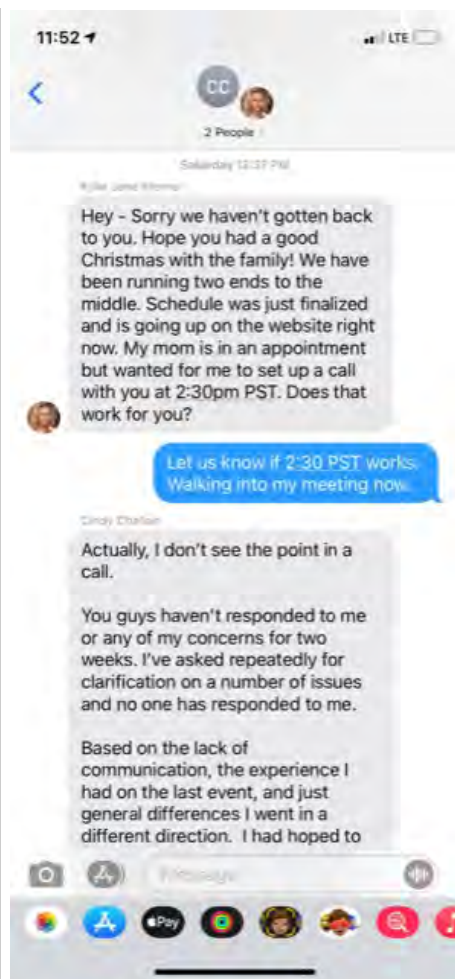 11:52
LTE
CC
2 People
Saturday 12:37 PM
Hey - Sorry we haven't gotten back
to you. Hope you had a good
Christmas with the family! We have
been running two ends to the
middle. Schedule was just finalized
and is going up on the website right
now. My mom is in an appointment
but wanted for me to set up a call
with you at 2:30pm PST. Does that
work for you?
Let us know if 2:30 PST works.
Walking into my meeting now.
Cindy
Actually, I don't see the point in a
call.
You guys haven't responded to me
or any of my concerns for two
weeks. I've asked repeatedly for
clarification on a number of issues
and no one has responded to me.
Based on the lack of
communication, the experience I
had on the last event, and just
general differences I went in a
different direction. I had hoped to
iMessage
Pay